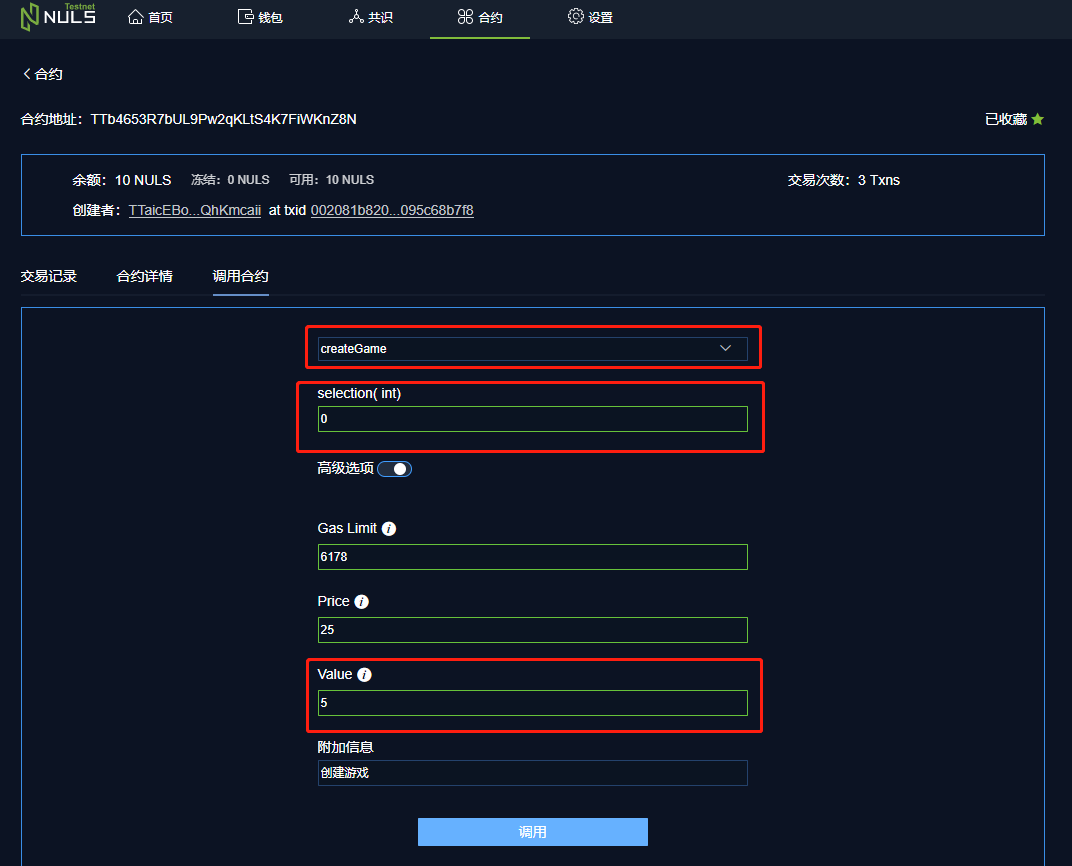 Testnet
NULS 首页 钱包 共识 合约 设置
合约
合约地址：TTb4653R7bUL9Pw2qKLtS4K7FiWKnZ8N 已收藏
余额：10 NULS 冻结：0 NULS 可用：10 NULS 交易次数：3 Txns
创建者：TTaicEBo...QhKmcaii at txid 002081b820...095c68b7f8
交易记录 合约详情 调用合约
createGame
selection( int)
0
高级选项
Gas Limit i
6178
Price i
25
Value i
5
附加信息
创建游戏
调用